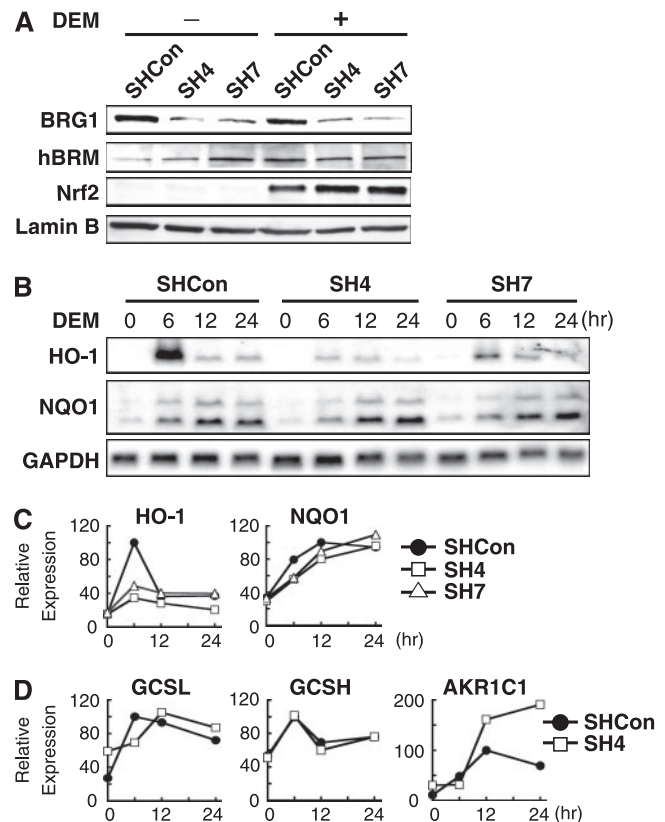 A
DEM − +
SHCon SH4 SH7 SHCon SH4 SH7
BRG1
hBRM
Nrf2
Lamin B
B
SHCon SH4 SH7
DEM 0 6 12 24 0 6 12 24 0 6 12 24 (hr)
HO-1
NQO1
GAPDH
C
HO-1 NQO1
Relative Expression
120 80 40 0
0 12 24
120 80 40 0
0 12 24 (hr)
SHCon
SH4
SH7
D
GCSL GCSH AKR1C1
Relative Expression
120 80 40 0
0 12 24
120 80 40 0
0 12 24
200 100 0
0 12 24 (hr)
SHCon
SH4